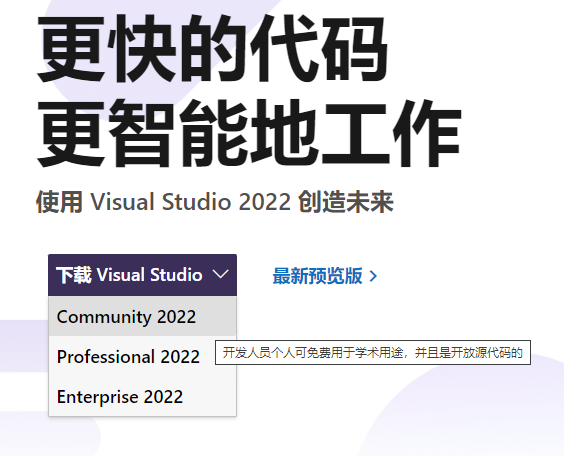 更快的代码
更智能地工作
使用 Visual Studio 2022 创造未来
下载 Visual Studio
最新预览版
Community 2022
Professional 2022
开发人员个人可免费用于学术用途，并且是开放源代码的
Enterprise 2022